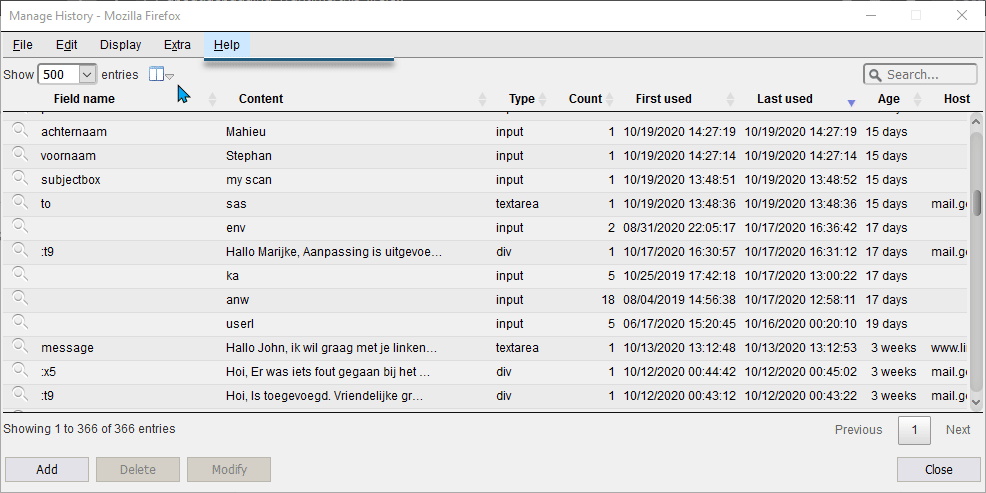 Manage History - Mozilla Firefox
File Edit Display Extra Help
Show 500 entries Search...
Field name Content Type Count First used Last used Age Host
achternaam Mahieu input 1 10/19/2020 14:27:19 10/19/2020 14:27:19 15 days
voornaam Stephan input 1 10/19/2020 14:27:14 10/19/2020 14:27:14 15 days
subjectbox my scan input 1 10/19/2020 13:48:51 10/19/2020 13:48:52 15 days
to sas textarea 1 10/19/2020 13:48:36 10/19/2020 13:48:36 15 days mail.go
env input 2 08/31/2020 22:05:17 10/17/2020 16:36:42 17 days
:t9 Hallo Marijke, Aanpassing is uitgevoe... div 1 10/17/2020 16:30:57 10/17/2020 16:31:12 17 days mail.go
ka input 5 10/25/2019 17:42:18 10/17/2020 13:00:22 17 days
anw input 18 08/04/2019 14:56:38 10/17/2020 12:58:11 17 days
userl input 5 06/17/2020 15:20:45 10/16/2020 00:20:10 19 days
message Hallo John, ik wil graag met je linken... textarea 1 10/13/2020 13:12:48 10/13/2020 13:12:53 3 weeks www.li
:x5 Hoi, Er was iets fout gegaan bij het ... div 1 10/12/2020 00:44:42 10/12/2020 00:45:02 3 weeks mail.go
:t9 Hoi, Is toegevoegd. Vriendelijke gr... div 1 10/12/2020 00:43:12 10/12/2020 00:43:22 3 weeks mail.go
Showing 1 to 366 of 366 entries Previous 1 Next
Add Delete Modify Close